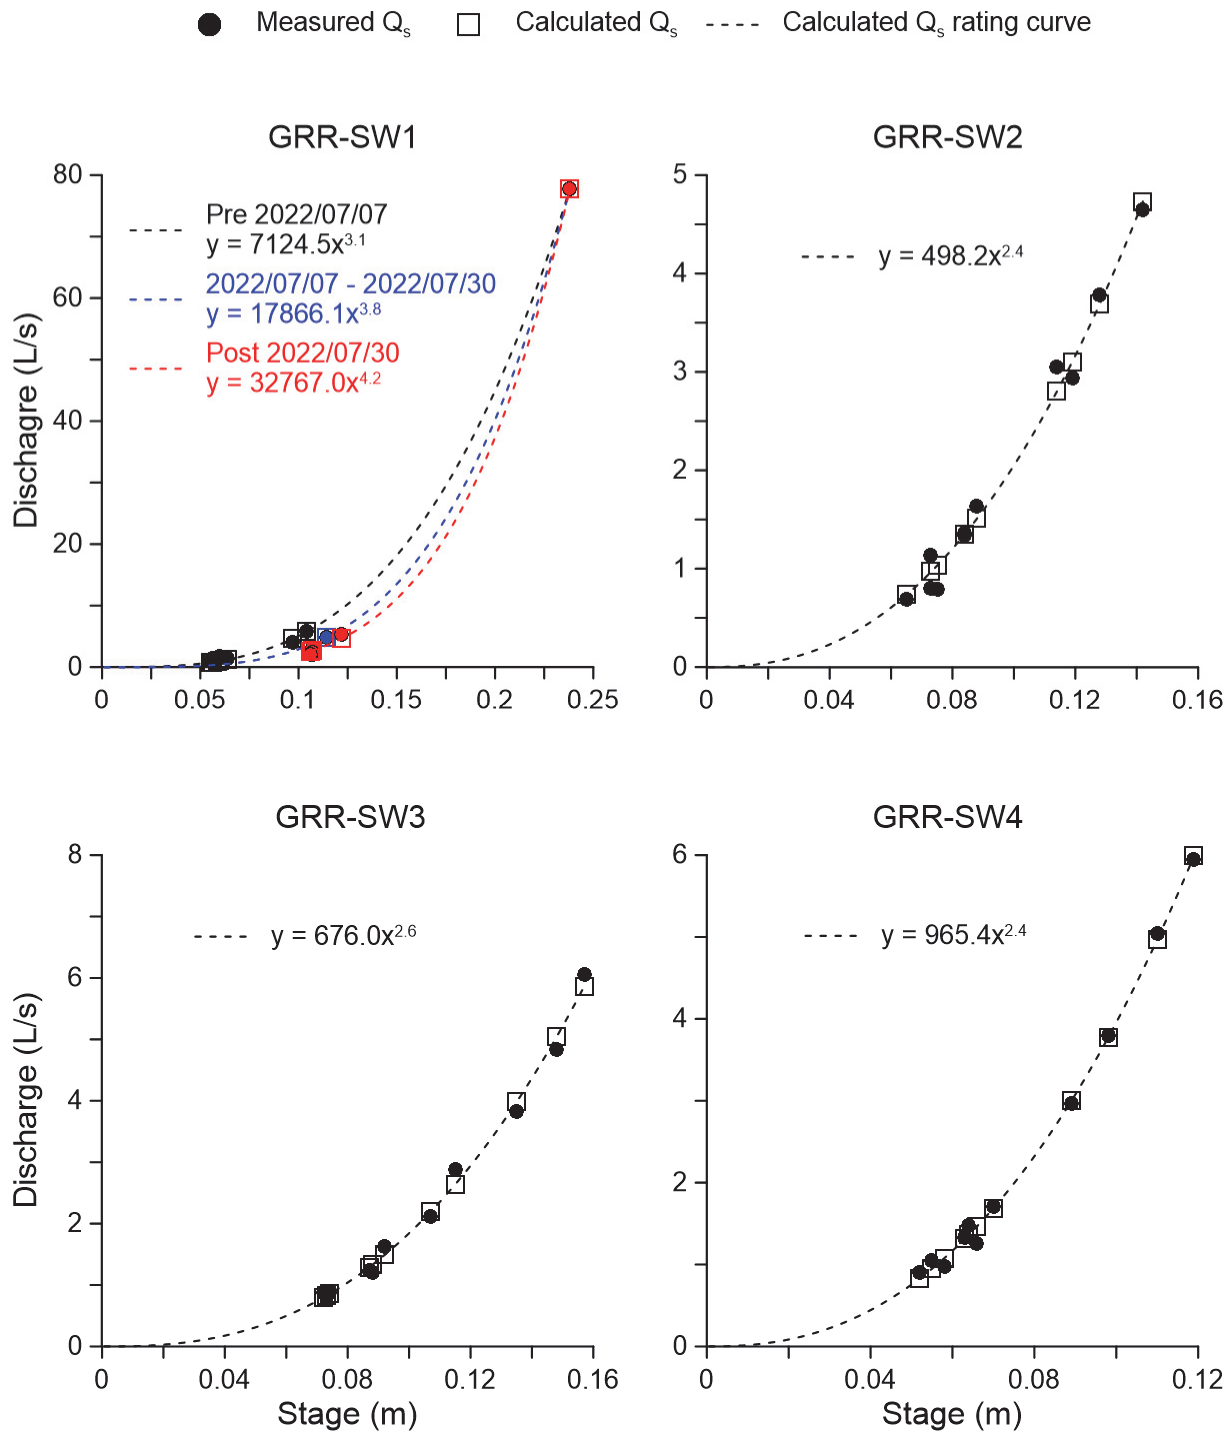 Measured Qs Calculated Qs Calculated Qs rating curve
GRR-SW1
80
60
40
20
0
Dischagre (L/s)
Pre 2022/07/07
y = 7124.5x3.1
2022/07/07 - 2022/07/30
y = 17866.1x3.8
Post 2022/07/30
y = 32767.0x4.2
0 0.05 0.1 0.15 0.2 0.25
GRR-SW2
5
4
3
2
1
0
y = 498.2x2.4
0 0.04 0.08 0.12 0.16
GRR-SW3
8
6
4
2
0
Discharge (L/s)
y = 676.0x2.6
0 0.04 0.08 0.12 0.16
Stage (m)
GRR-SW4
6
4
2
0
y = 965.4x2.4
0 0.04 0.08 0.12
Stage (m)